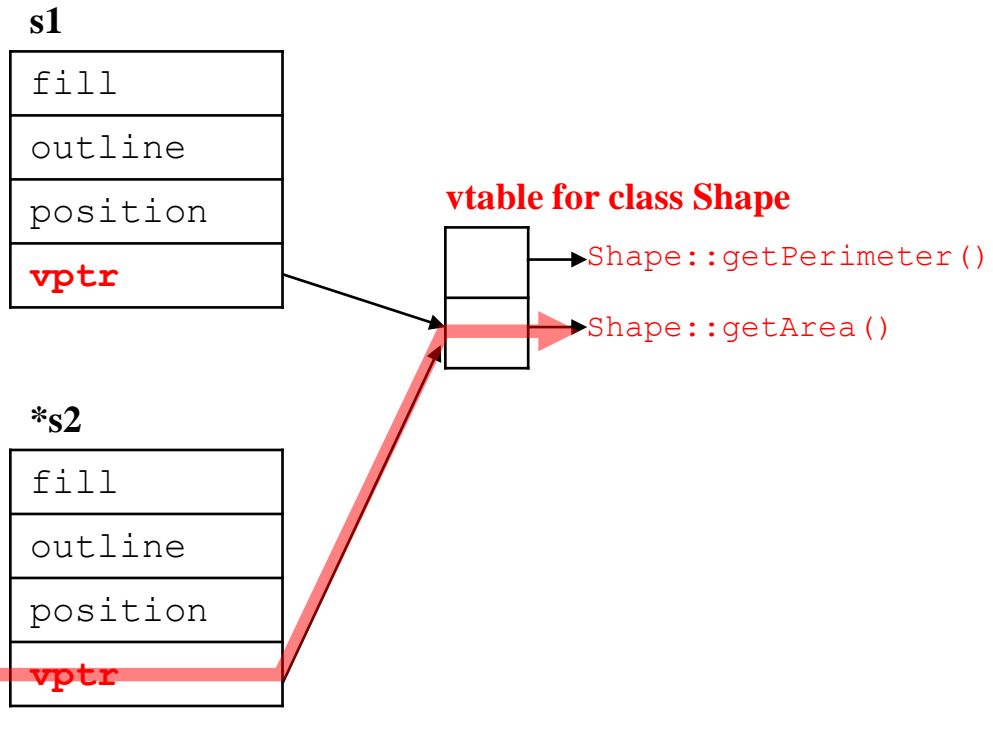 s1
fill
outline
position
vptr
vtable for class Shape
Shape::getPerimeter()
Shape::getArea()
*s2
fill
outline
position
vptr